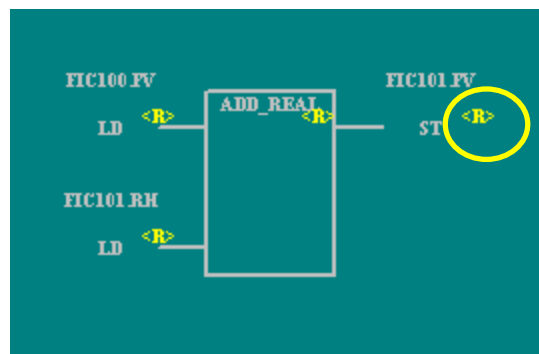 FIC100.PV
LD <R>
ADD_REAL
<R>
FIC101.PV
ST <R>
FIC101.RH
LD <R>